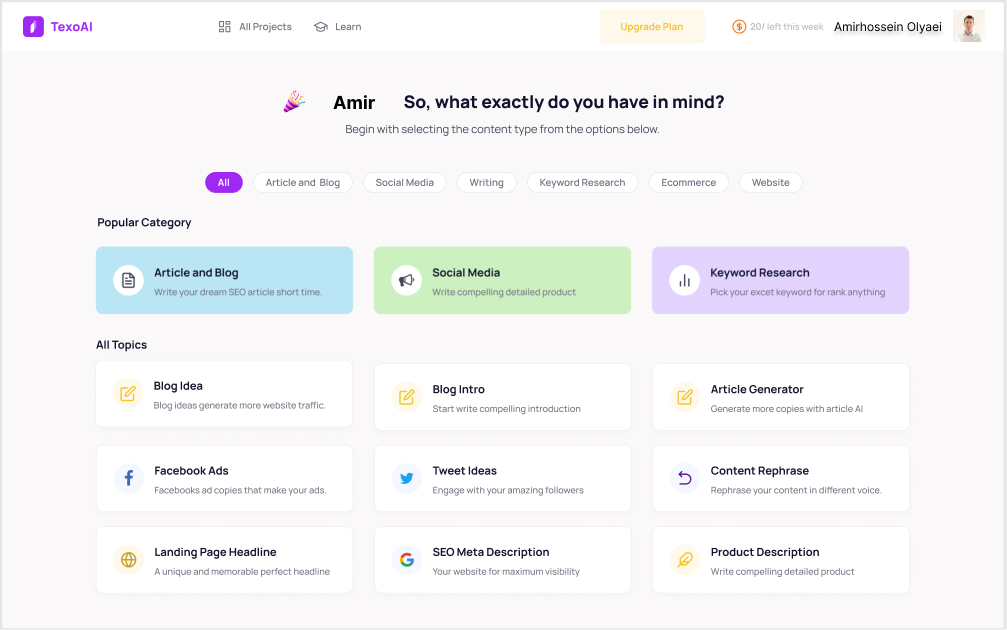 TexoAI
All Projects
Learn
Upgrade Plan
20/ left this week
Amirhossein Olyaei
Amir So, what exactly do you have in mind?
Begin with selecting the content type from the options below.
All
Article and Blog
Social Media
Writing
Keyword Research
Ecommerce
Website
Popular Category
Article and Blog
Write your dream SEO article short time.
Social Media
Write compelling detailed product
Keyword Research
Pick your excet keyword for rank anything
All Topics
Blog Idea
Blog ideas generate more website traffic.
Blog Intro
Start write compelling introduction
Article Generator
Generate more copies with article AI
Facebook Ads
Facebooks ad copies that make your ads.
Tweet Ideas
Engage with your amazing followers
Content Rephrase
Rephrase your content in different voice.
Landing Page Headline
A unique and memorable perfect headline
SEO Meta Description
Your website for maximum visibility
Product Description
Write compelling detailed product